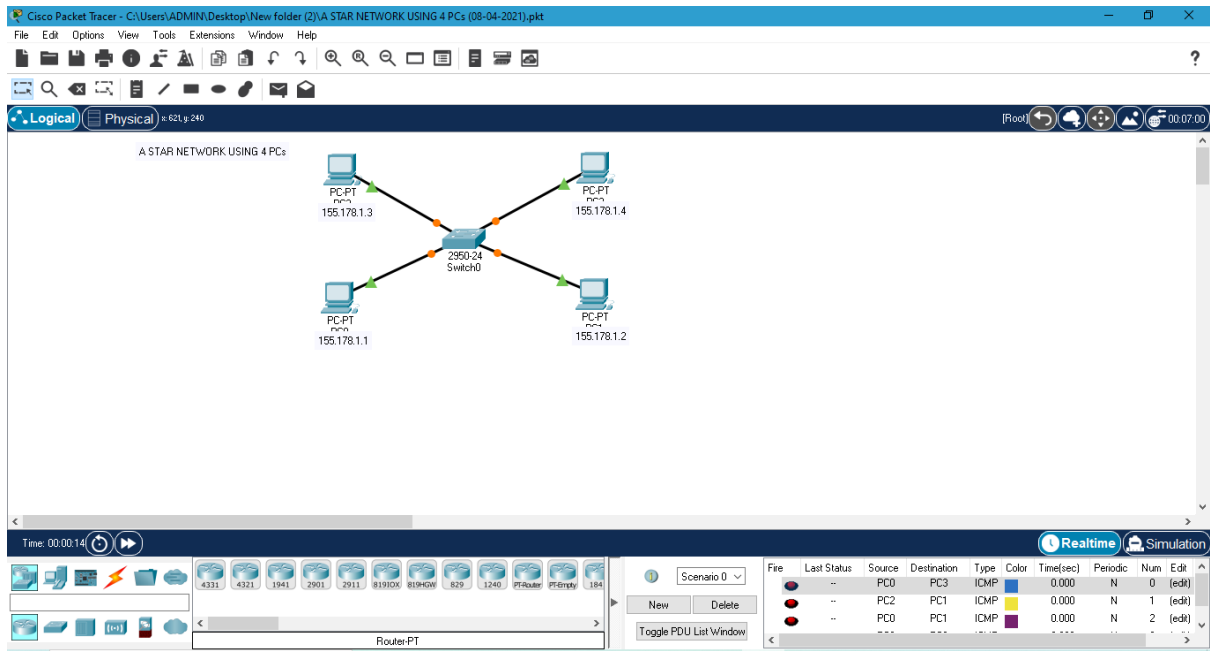 Cisco Packet Tracer - C:\Users\ADMIN\Desktop\New folder (2)\A STAR NETWORK USING 4 PCs (08-04-2021).pkt
File Edit Options View Tools Extensions Window Help
?
Logical Physical x: 621, y: 240 [Root] 00:07:00
A STAR NETWORK USING 4 PCs
PC-PT
155.178.1.3
PC-PT
155.178.1.4
2950-24
Switch0
PC-PT
155.178.1.1
PC-PT
155.178.1.2
Time: 00:00:14 Realtime Simulation
4331 4321 1941 2901 2911 819IOX 819HGW 829 1240 PT-Router PT-Empty 184
Router-PT
Scenario 0
New Delete
Toggle PDU List Window
Fire Last Status Source Destination Type Color Time(sec) Periodic Num Edit
-- PC0 PC3 ICMP 0.000 N 0 (edit)
-- PC2 PC1 ICMP 0.000 N 1 (edit)
-- PC0 PC1 ICMP 0.000 N 2 (edit)